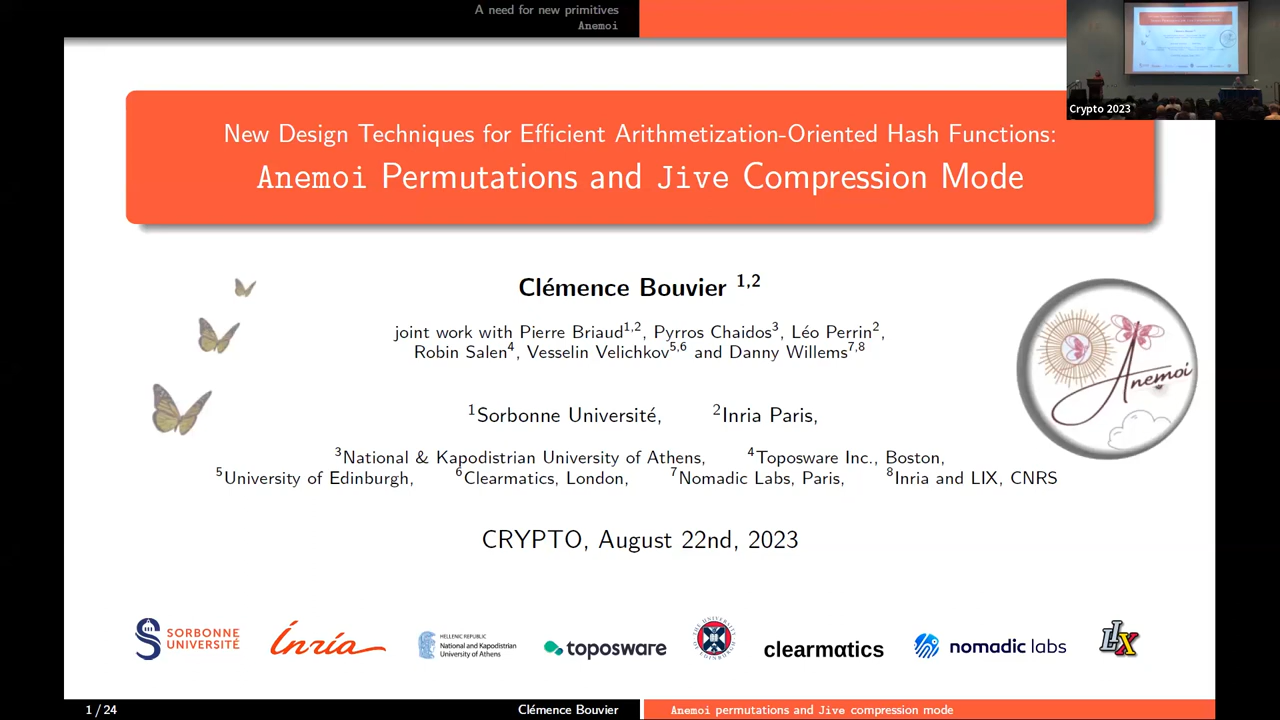 A need for new primitives
Anemoi
Crypto 2023
New Design Techniques for Efficient Arithmetization-Oriented Hash Functions:
Anemoi Permutations and Jive Compression Mode
Clémence Bouvier 1,2
joint work with Pierre Briaud1,2, Pyrros Chaidos3, Léo Perrin2,
Robin Salen4, Vesselin Velichkov5,6 and Danny Willems7,8
Anemoi
1Sorbonne Université, 2Inria Paris,
3National & Kapodistrian University of Athens, 4Toposware Inc., Boston,
5University of Edinburgh, 6Clearmatics, London, 7Nomadic Labs, Paris, 8Inria and LIX, CNRS
CRYPTO, August 22nd, 2023
SORBONNE
UNIVERSITÉ
Inria
HELLENIC REPUBLIC
National and Kapodistrian
University of Athens
toposware
clearmatics
nomadic labs
LIX
1 / 24
Clémence Bouvier
Anemoi permutations and Jive compression mode